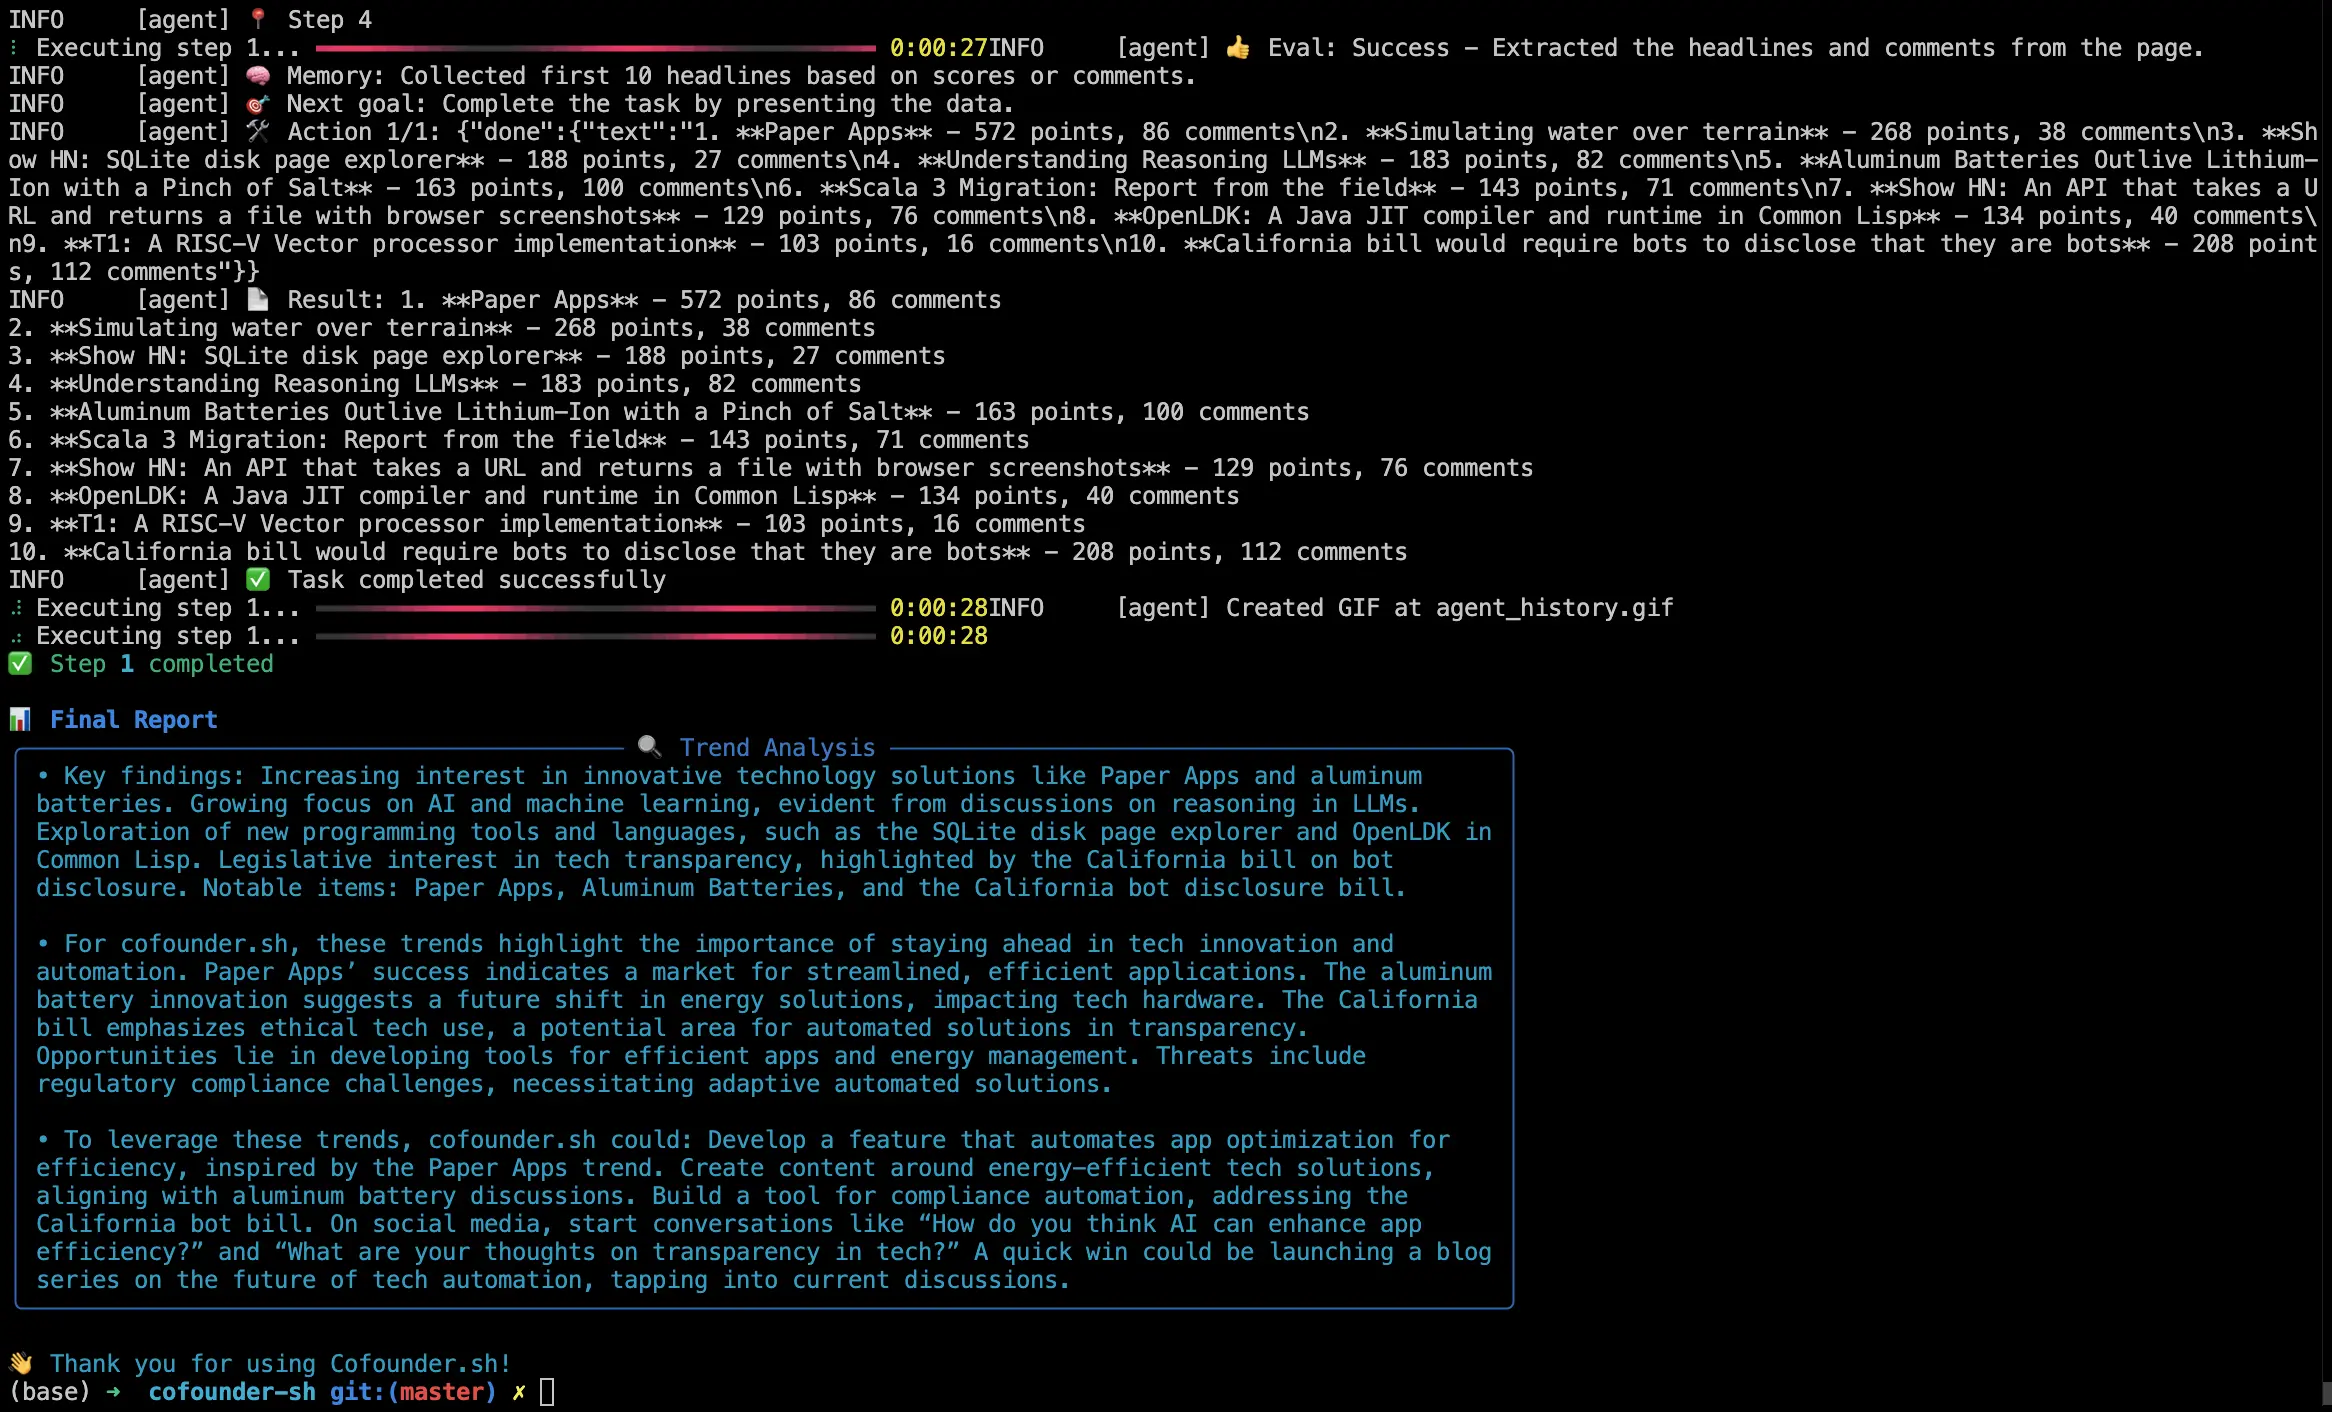 INFO     [agent] 📍 Step 4
⠇ Executing step 1... 0:00:27INFO     [agent] 👍 Eval: Success - Extracted the headlines and comments from the page.
INFO     [agent] 🧠 Memory: Collected first 10 headlines based on scores or comments.
INFO     [agent] 🎯 Next goal: Complete the task by presenting the data.
INFO     [agent] 🛠 Action 1/1: {"done":{"text":"1. **Paper Apps** - 572 points, 86 comments\n2. **Simulating water over terrain** - 268 points, 38 comments\n3. **Sh
ow HN: SQLite disk page explorer** - 188 points, 27 comments\n4. **Understanding Reasoning LLMs** - 183 points, 82 comments\n5. **Aluminum Batteries Outlive Lithium-
Ion with a Pinch of Salt** - 163 points, 100 comments\n6. **Scala 3 Migration: Report from the field** - 143 points, 71 comments\n7. **Show HN: An API that takes a U
RL and returns a file with browser screenshots** - 129 points, 76 comments\n8. **OpenLDK: A Java JIT compiler and runtime in Common Lisp** - 134 points, 40 comments\
n9. **T1: A RISC-V Vector processor implementation** - 103 points, 16 comments\n10. **California bill would require bots to disclose that they are bots** - 208 point
s, 112 comments"}}
INFO     [agent] 📄 Result: 1. **Paper Apps** - 572 points, 86 comments
2. **Simulating water over terrain** - 268 points, 38 comments
3. **Show HN: SQLite disk page explorer** - 188 points, 27 comments
4. **Understanding Reasoning LLMs** - 183 points, 82 comments
5. **Aluminum Batteries Outlive Lithium-Ion with a Pinch of Salt** - 163 points, 100 comments
6. **Scala 3 Migration: Report from the field** - 143 points, 71 comments
7. **Show HN: An API that takes a URL and returns a file with browser screenshots** - 129 points, 76 comments
8. **OpenLDK: A Java JIT compiler and runtime in Common Lisp** - 134 points, 40 comments
9. **T1: A RISC-V Vector processor implementation** - 103 points, 16 comments
10. **California bill would require bots to disclose that they are bots** - 208 points, 112 comments
INFO     [agent] ✅ Task completed successfully
⠼ Executing step 1... 0:00:28INFO     [agent] Created GIF at agent_history.gif
⠴ Executing step 1... 0:00:28
✅ Step 1 completed
📊 Final Report
🔍 Trend Analysis
• Key findings: Increasing interest in innovative technology solutions like Paper Apps and aluminum
batteries. Growing focus on AI and machine learning, evident from discussions on reasoning in LLMs.
Exploration of new programming tools and languages, such as the SQLite disk page explorer and OpenLDK in
Common Lisp. Legislative interest in tech transparency, highlighted by the California bill on bot
disclosure. Notable items: Paper Apps, Aluminum Batteries, and the California bot disclosure bill.
• For cofounder.sh, these trends highlight the importance of staying ahead in tech innovation and
automation. Paper Apps’ success indicates a market for streamlined, efficient applications. The aluminum
battery innovation suggests a future shift in energy solutions, impacting tech hardware. The California
bill emphasizes ethical tech use, a potential area for automated solutions in transparency.
Opportunities lie in developing tools for efficient apps and energy management. Threats include
regulatory compliance challenges, necessitating adaptive automated solutions.
• To leverage these trends, cofounder.sh could: Develop a feature that automates app optimization for
efficiency, inspired by the Paper Apps trend. Create content around energy-efficient tech solutions,
aligning with aluminum battery discussions. Build a tool for compliance automation, addressing the
California bot bill. On social media, start conversations like “How do you think AI can enhance app
efficiency?” and “What are your thoughts on transparency in tech?” A quick win could be launching a blog
series on the future of tech automation, tapping into current discussions.
👋 Thank you for using Cofounder.sh!
(base) ➜  cofounder-sh git:(master) ✗